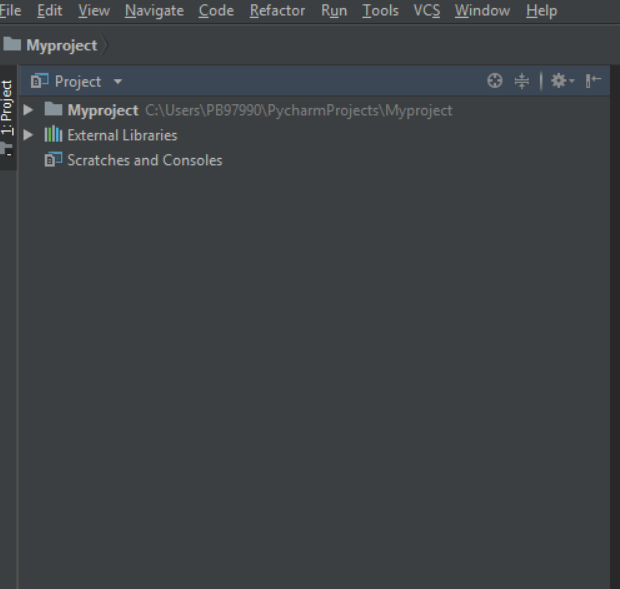 File Edit View Navigate Code Refactor Run Tools VCS Window Help
Myproject
1: Project
Project
Myproject C:\Users\PB97990\PycharmProjects\Myproject
External Libraries
Scratches and Consoles